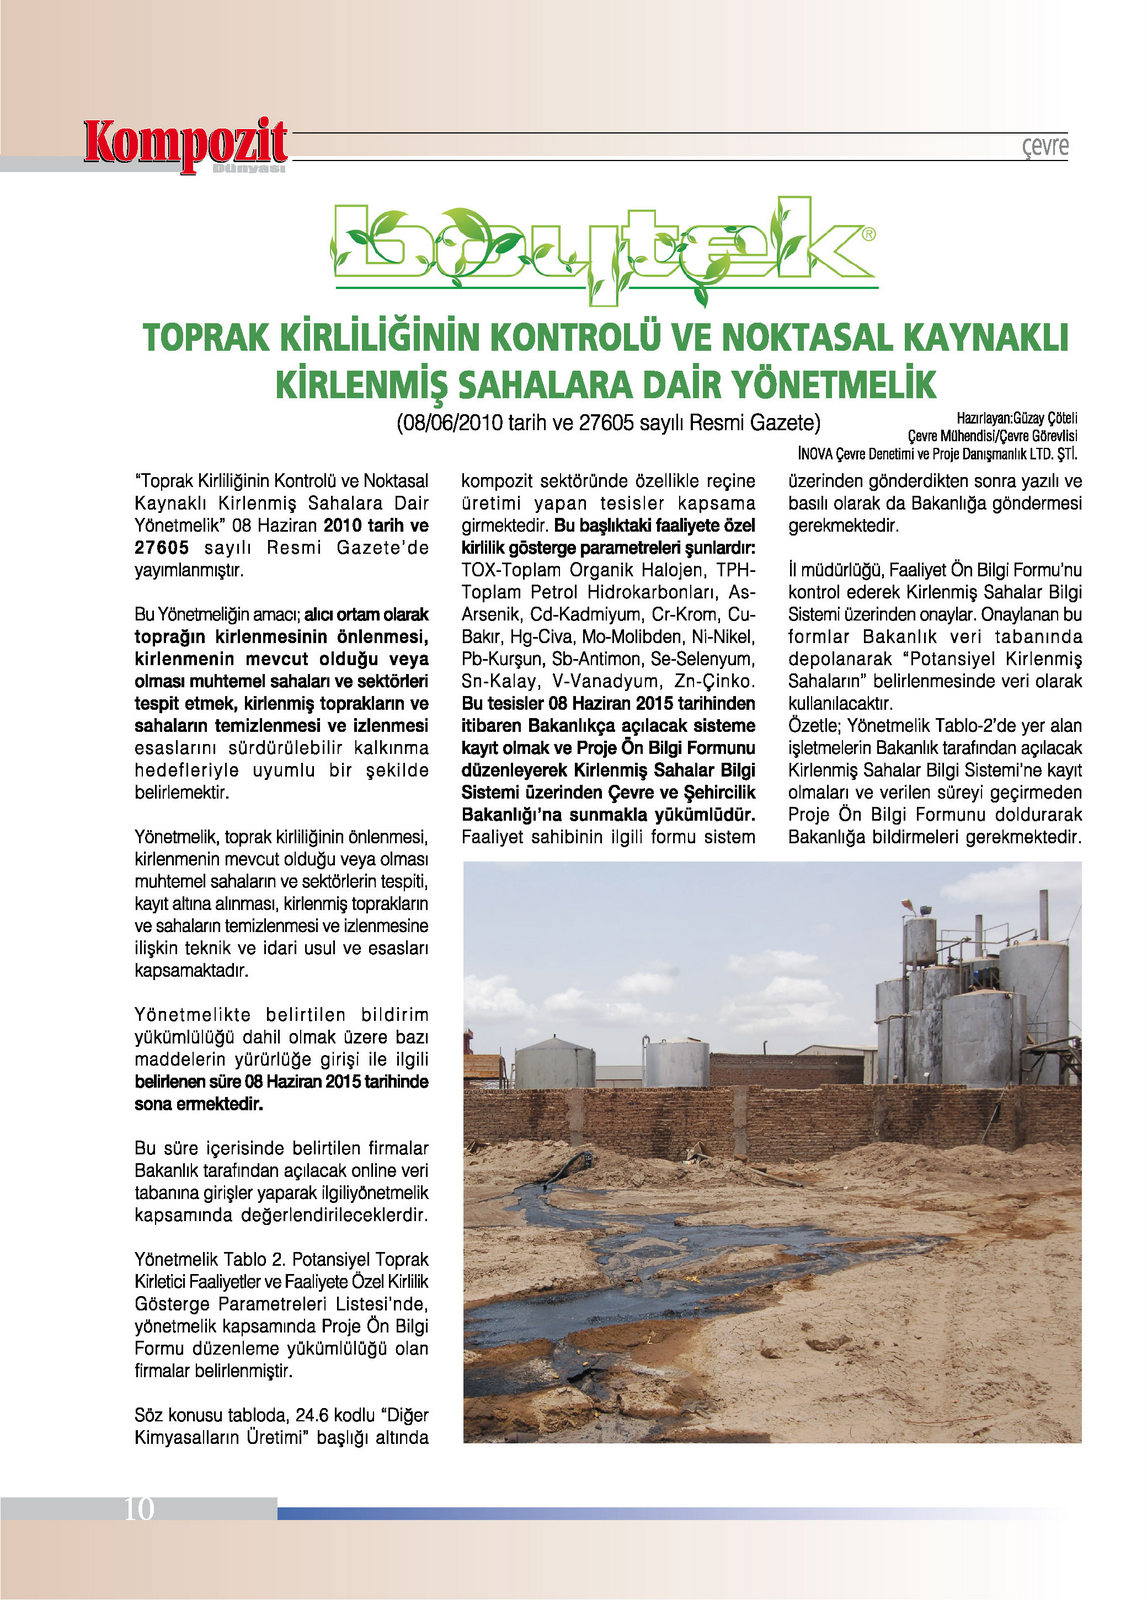 Kompozit
Dünyası
çevre
boytek®
TOPRAK KİRLİLİĞİNİN KONTROLÜ VE NOKTASAL KAYNAKLI
KİRLENMİŞ SAHALARA DAİR YÖNETMELİK
(08/06/2010 tarih ve 27605 sayılı Resmi Gazete)
Hazırlayan:Güzay Çöteli
Çevre Mühendisi/Çevre Görevlisi
İNOVA Çevre Denetimi ve Proje Danışmanlık LTD. ŞTİ.
“Toprak Kirliliğinin Kontrolü ve Noktasal
Kaynaklı Kirlenmiş Sahalara Dair
Yönetmelik” 08 Haziran 2010 tarih ve
27605 sayılı Resmi Gazete’de
yayımlanmıştır.
Bu Yönetmeliğin amacı; alıcı ortam olarak
toprağın kirlenmesinin önlenmesi,
kirlenmenin mevcut olduğu veya
olması muhtemel sahaları ve sektörleri
tespit etmek, kirlenmiş toprakların ve
sahaların temizlenmesi ve izlenmesi
esaslarını sürdürülebilir kalkınma
hedefleriyle uyumlu bir şekilde
belirlemektir.
Yönetmelik, toprak kirliliğinin önlenmesi,
kirlenmenin mevcut olduğu veya olması
muhtemel sahaların ve sektörlerin tespiti,
kayıt altına alınması, kirlenmiş toprakların
ve sahaların temizlenmesi ve izlenmesine
ilişkin teknik ve idari usul ve esasları
kapsamaktadır.
Yönetmelikte belirtilen bildirim
yükümlülüğü dahil olmak üzere bazı
maddelerin yürürlüğe girişi ile ilgili
belirlenen süre 08 Haziran 2015 tarihinde
sona ermektedir.
Bu süre içerisinde belirtilen firmalar
Bakanlık tarafından açılacak online veri
tabanına girişler yaparak ilgiliyönetmelik
kapsamında değerlendirileceklerdir.
Yönetmelik Tablo 2. Potansiyel Toprak
Kirletici Faaliyetler ve Faaliyete Özel Kirlilik
Gösterge Parametreleri Listesi’nde,
yönetmelik kapsamında Proje Ön Bilgi
Formu düzenleme yükümlülüğü olan
firmalar belirlenmiştir.
Söz konusu tabloda, 24.6 kodlu “Diğer
Kimyasalların Üretimi” başlığı altında
kompozit sektöründe özellikle reçine
üretimi yapan tesisler kapsama
girmektedir. Bu başlıktaki faaliyete özel
kirlilik gösterge parametreleri şunlardır:
TOX-Toplam Organik Halojen, TPH-
Toplam Petrol Hidrokarbonları, As-
Arsenik, Cd-Kadmiyum, Cr-Krom, Cu-
Bakır, Hg-Civa, Mo-Molibden, Ni-Nikel,
Pb-Kurşun, Sb-Antimon, Se-Selenyum,
Sn-Kalay, V-Vanadyum, Zn-Çinko.
Bu tesisler 08 Haziran 2015 tarihinden
itibaren Bakanlıkça açılacak sisteme
kayıt olmak ve Proje Ön Bilgi Formunu
düzenleyerek Kirlenmiş Sahalar Bilgi
Sistemi üzerinden Çevre ve Şehircilik
Bakanlığı’na sunmakla yükümlüdür.
Faaliyet sahibinin ilgili formu sistem
üzerinden gönderdikten sonra yazılı ve
basılı olarak da Bakanlığa göndermesi
gerekmektedir.
İl müdürlüğü, Faaliyet Ön Bilgi Formu’nu
kontrol ederek Kirlenmiş Sahalar Bilgi
Sistemi üzerinden onaylar. Onaylanan bu
formlar Bakanlık veri tabanında
depolanarak “Potansiyel Kirlenmiş
Sahaların” belirlenmesinde veri olarak
kullanılacaktır.
Özetle; Yönetmelik Tablo-2’de yer alan
işletmelerin Bakanlık tarafından açılacak
Kirlenmiş Sahalar Bilgi Sistemi’ne kayıt
olmaları ve verilen süreyi geçirmeden
Proje Ön Bilgi Formunu doldurarak
Bakanlığa bildirmeleri gerekmektedir.
10